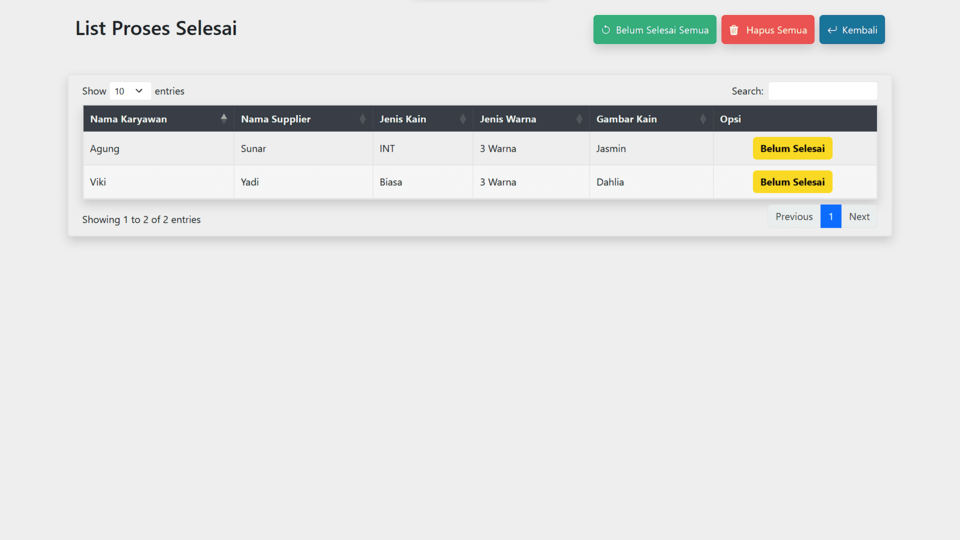 List Proses Selesai
Belum Selesai Semua
Hapus Semua
Kembali
Show 10 entries
Search:
Nama Karyawan Nama Supplier Jenis Kain Jenis Warna Gambar Kain Opsi
Agung Sunar INT 3 Warna Jasmin Belum Selesai
Viki Yadi Biasa 3 Warna Dahlia Belum Selesai
Showing 1 to 2 of 2 entries
Previous 1 Next